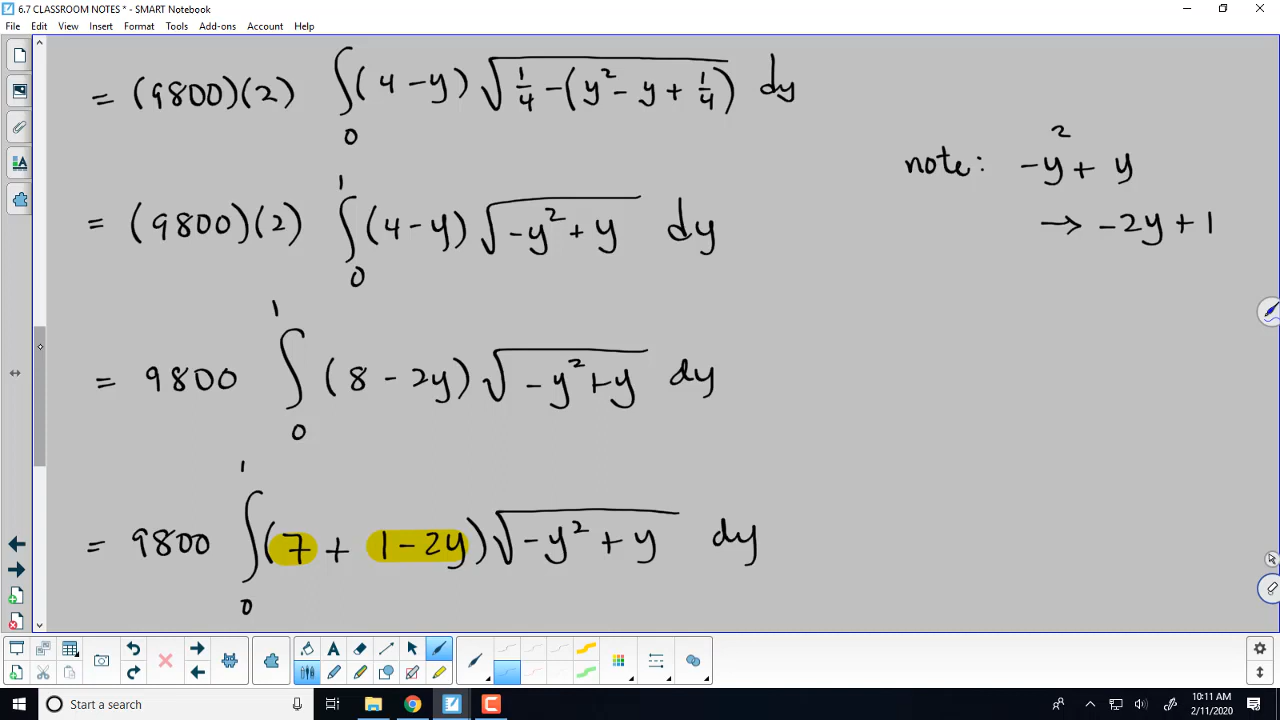 6.7 CLASSROOM NOTES * - SMART Notebook
File Edit View Insert Format Tools Add-ons Account Help
= (9800)(2) ∫₀ (4 - y) √(1/4 - (y² - y + 1/4)) dy
note: -y² + y
= (9800)(2) ∫₀¹ (4 - y) √(-y² + y) dy
→ -2y + 1
= 9800 ∫₀¹ (8 - 2y) √(-y² + y) dy
= 9800 ∫₀¹ (7 + 1 - 2y) √(-y² + y) dy
Start a search
10:11 AM
2/11/2020